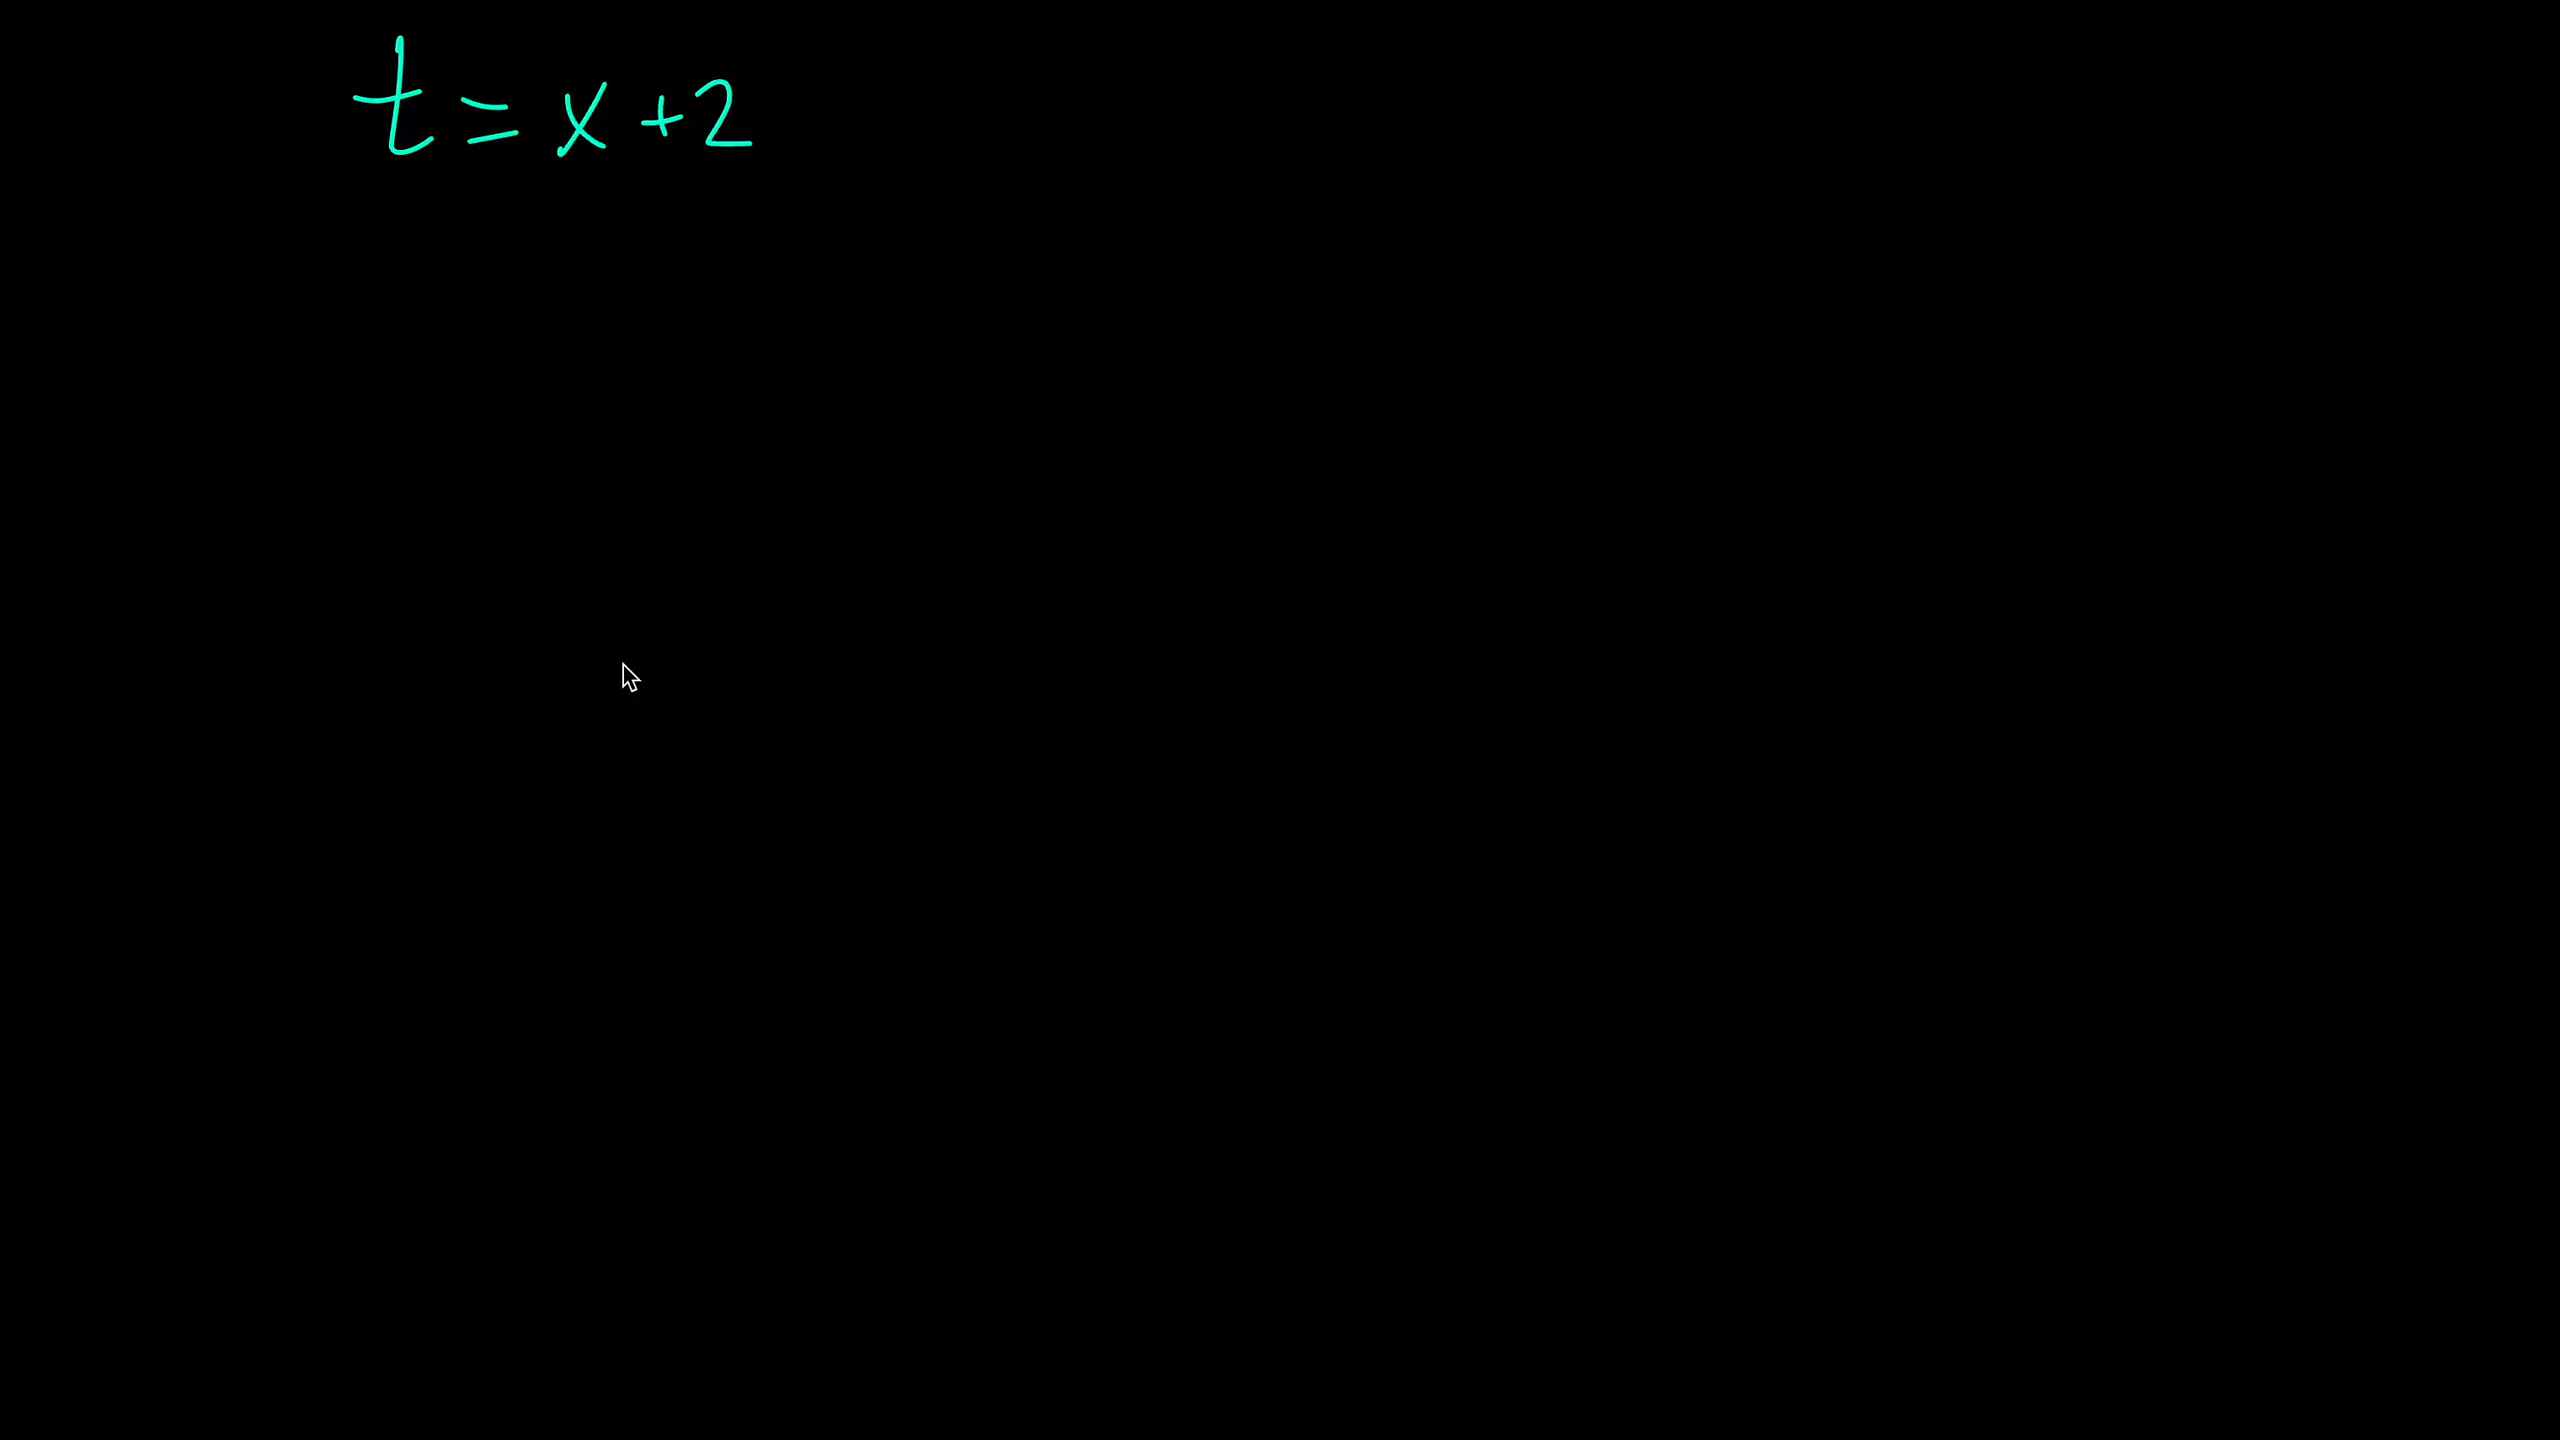 t = x + 2